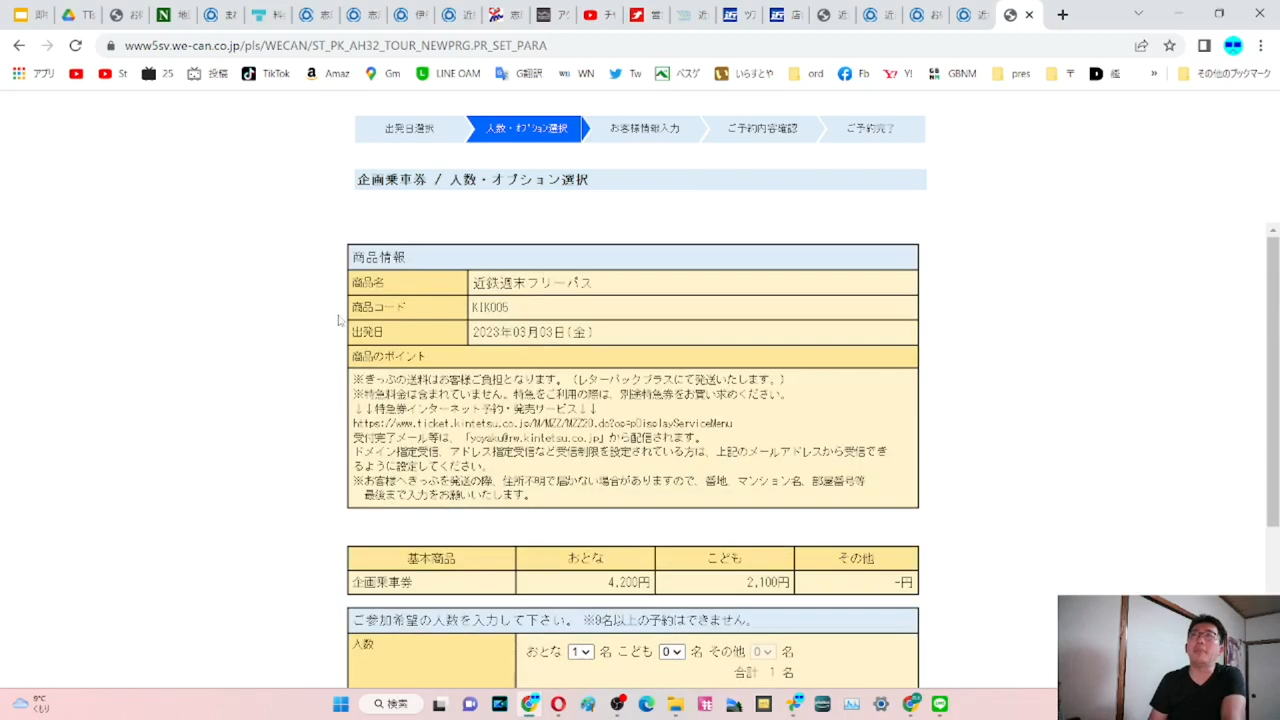 www5sv.we-can.co.jp/pls/WECAN/ST_PK_AH32_TOUR_NEWPRG.PR_SET_PARA
アプリ St 25 投稿 TikTok Amaz Gm LINE OAM G翻訳 WN Tw バスゲ いらすとや ord Fb Y! GBNM pres 〒 艦 » その他のブックマーク
出発日選択 人数・オプション選択 お客様情報入力 ご予約内容確認 ご予約完了
企画乗車券 / 人数・オプション選択
商品情報
商品名 近鉄週末フリーパス
商品コード KIK005
出発日 2023年03月03日(金)
商品のポイント
※きっぷの送料はお客様ご負担となります。(レターパックプラスにて発送いたします。)
※特急料金は含まれていません。特急をご利用の際は、別途特急券をお買い求めください。
↓↓特急券インターネット予約・発売サービス↓↓
https://www.ticket.kintetsu.co.jp/M/MZZ/MZZ20.do?op=pDisplayServiceMenu
受付完了メール等は、「yoyaku@rw.kintetsu.co.jp」から配信されます。
ドメイン指定受信、アドレス指定受信など受信制限を設定されている方は、上記のメールアドレスから受信でき
るように設定してください。
※お客様へきっぷを発送の際、住所不明で届かない場合がありますので、番地、マンション名、部屋番号等
最後まで入力をお願いいたします。
基本商品 おとな こども その他
企画乗車券 4,200円 2,100円 -円
ご参加希望の人数を入力して下さい。 ※9名以上の予約はできません。
人数 おとな 1 名 こども 0 名 その他 0 名
合計 1 名
9°C
くもり
検索